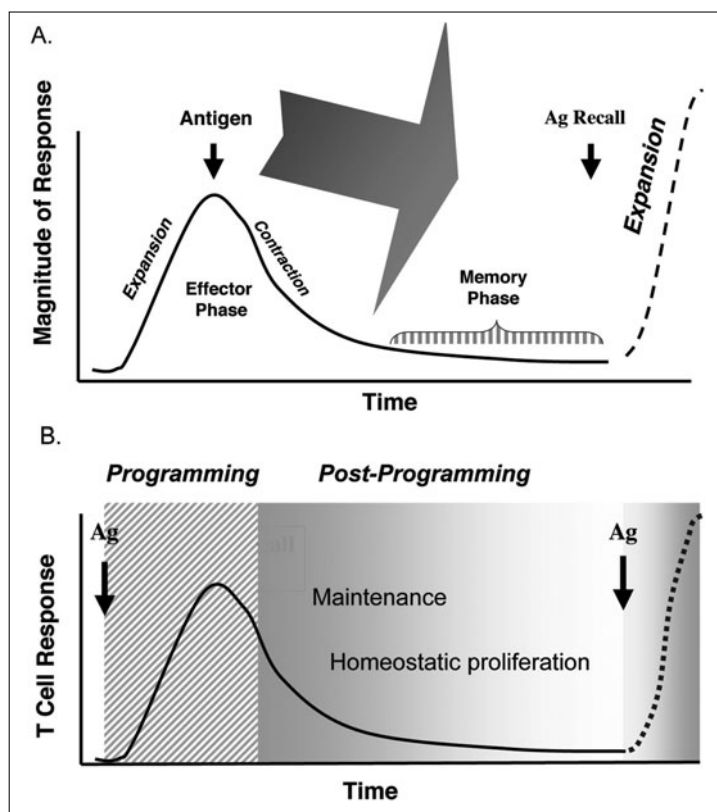 A.
Antigen
Ag Recall
Expansion
Magnitude of Response
Expansion
Contraction
Effector
Phase
Memory
Phase
Time
B.
Programming
Post-Programming
Ag
Ag
Maintenance
Homeostatic proliferation
T Cell Response
Time